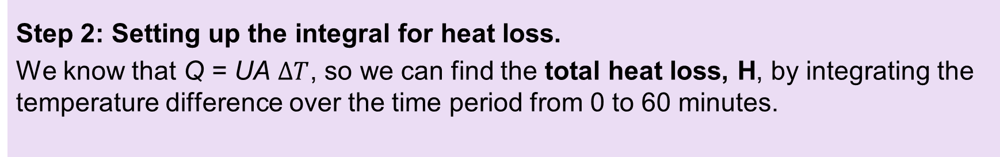 Step 2: Setting up the integral for heat loss.
We know that Q = UA ΔT, so we can find the total heat loss, H, by integrating the
temperature difference over the time period from 0 to 60 minutes.